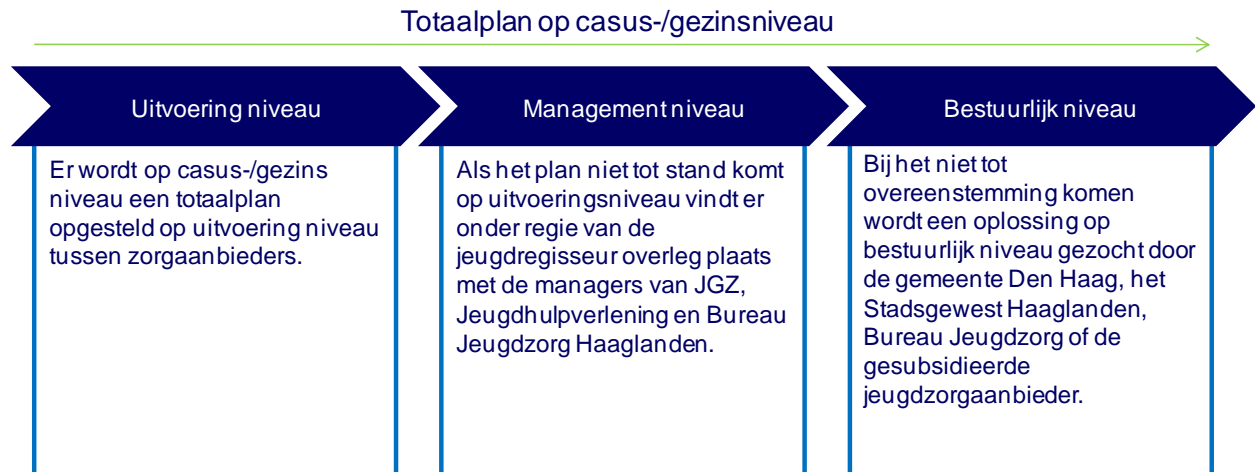 Totaalplan op casus-/gezinsniveau
Uitvoering niveau
Er wordt op casus-/gezins
niveau een totaalplan
opgesteld op uitvoering niveau
tussen zorgaanbieders.
Management niveau
Als het plan niet tot stand komt
op uitvoeringsniveau vindt er
onder regie van de
jeugdregisseur overleg plaats
met de managers van JGZ,
Jeugdhulpverlening en Bureau
Jeugdzorg Haaglanden.
Bestuurlijk niveau
Bij het niet tot
overeenstemming komen
wordt een oplossing op
bestuurlijk niveau gezocht door
de gemeente Den Haag, het
Stadsgewest Haaglanden,
Bureau Jeugdzorg of de
gesubsidieerde
jeugdzorgaanbieder.